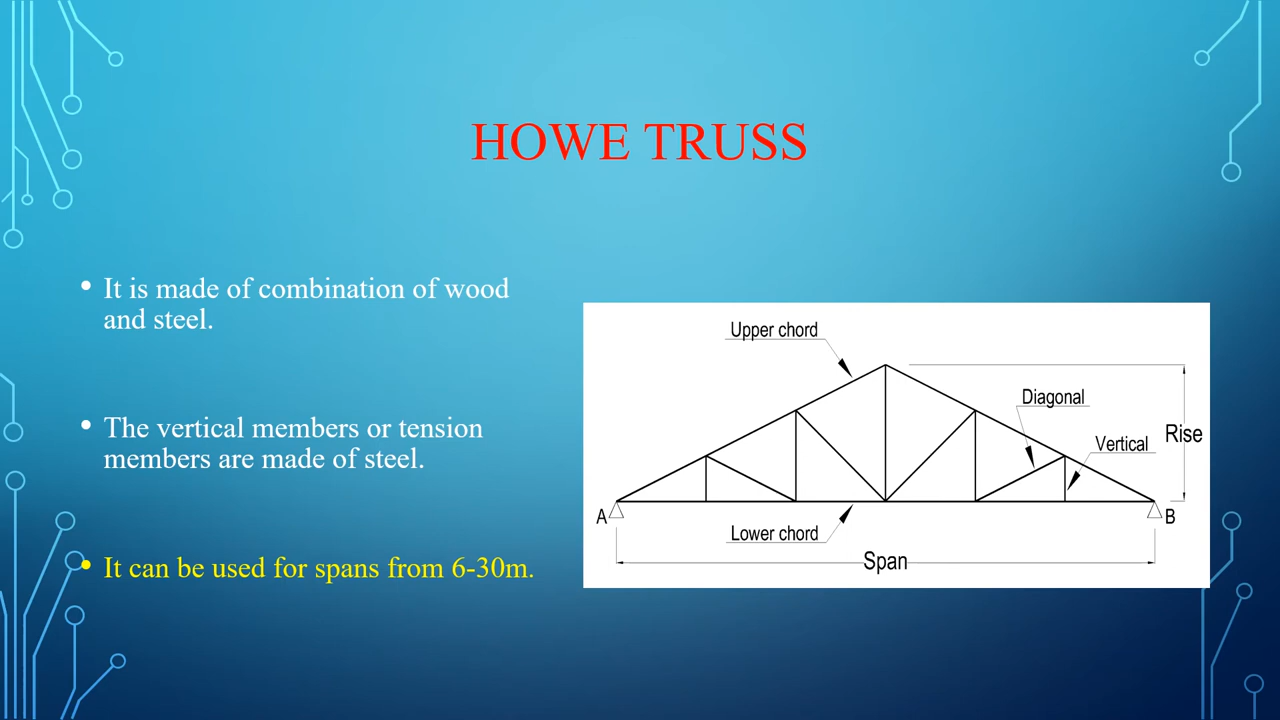 HOWE TRUSS
• It is made of combination of wood
and steel.
• The vertical members or tension
members are made of steel.
• It can be used for spans from 6-30m.
Upper chord
Diagonal
Vertical
Rise
A
B
Lower chord
Span